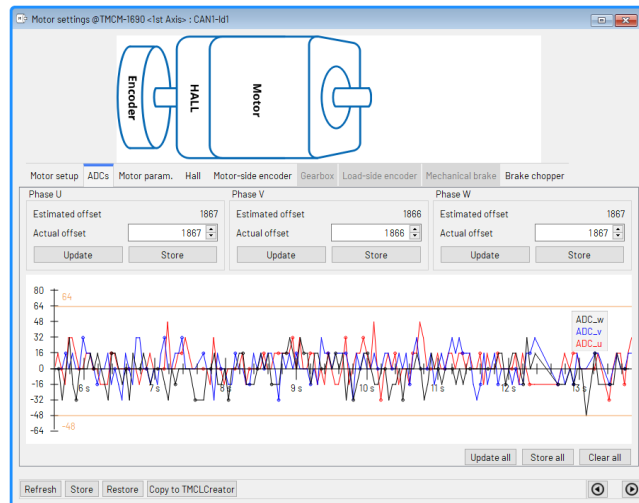 Motor settings @TMCM-1690 <1st Axis> : CAN1-Id1
Encoder
HALL
Motor
Motor setup ADCs Motor param. Hall Motor-side encoder Gearbox Load-side encoder Mechanical brake Brake chopper
Phase U Phase V Phase W
Estimated offset 1867 Estimated offset 1866 Estimated offset 1867
Actual offset 1867 Actual offset 1866 Actual offset 1867
Update Store Update Store Update Store
80
64 64
48
32
16
0
-16
-32
-48 -48
-64
6 s 7 s 8 s 9 s 10 s 11 s 12 s 13 s
ADC_w
ADC_v
ADC_u
Update all Store all Clear all
Refresh Store Restore Copy to TMCLCreator